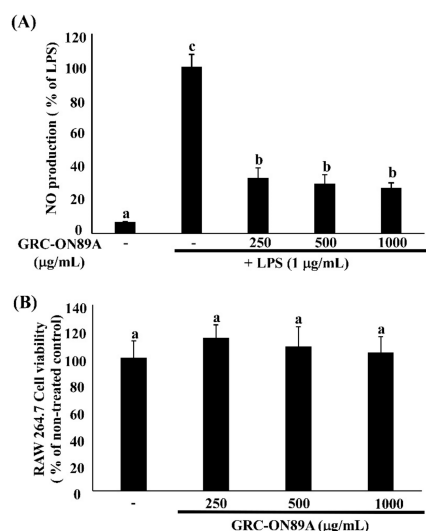 (A)
NO production ( % of LPS)
120
100
80
60
40
20
0
a
c
b
b
b
GRC-ON89A
(μg/mL)
-
-
250
500
1000
+ LPS (1 μg/mL)
(B)
RAW 264.7 Cell viability
( % of non-treated control)
140
120
100
80
60
40
20
0
a
a
a
a
-
250
500
1000
GRC-ON89A (μg/mL)